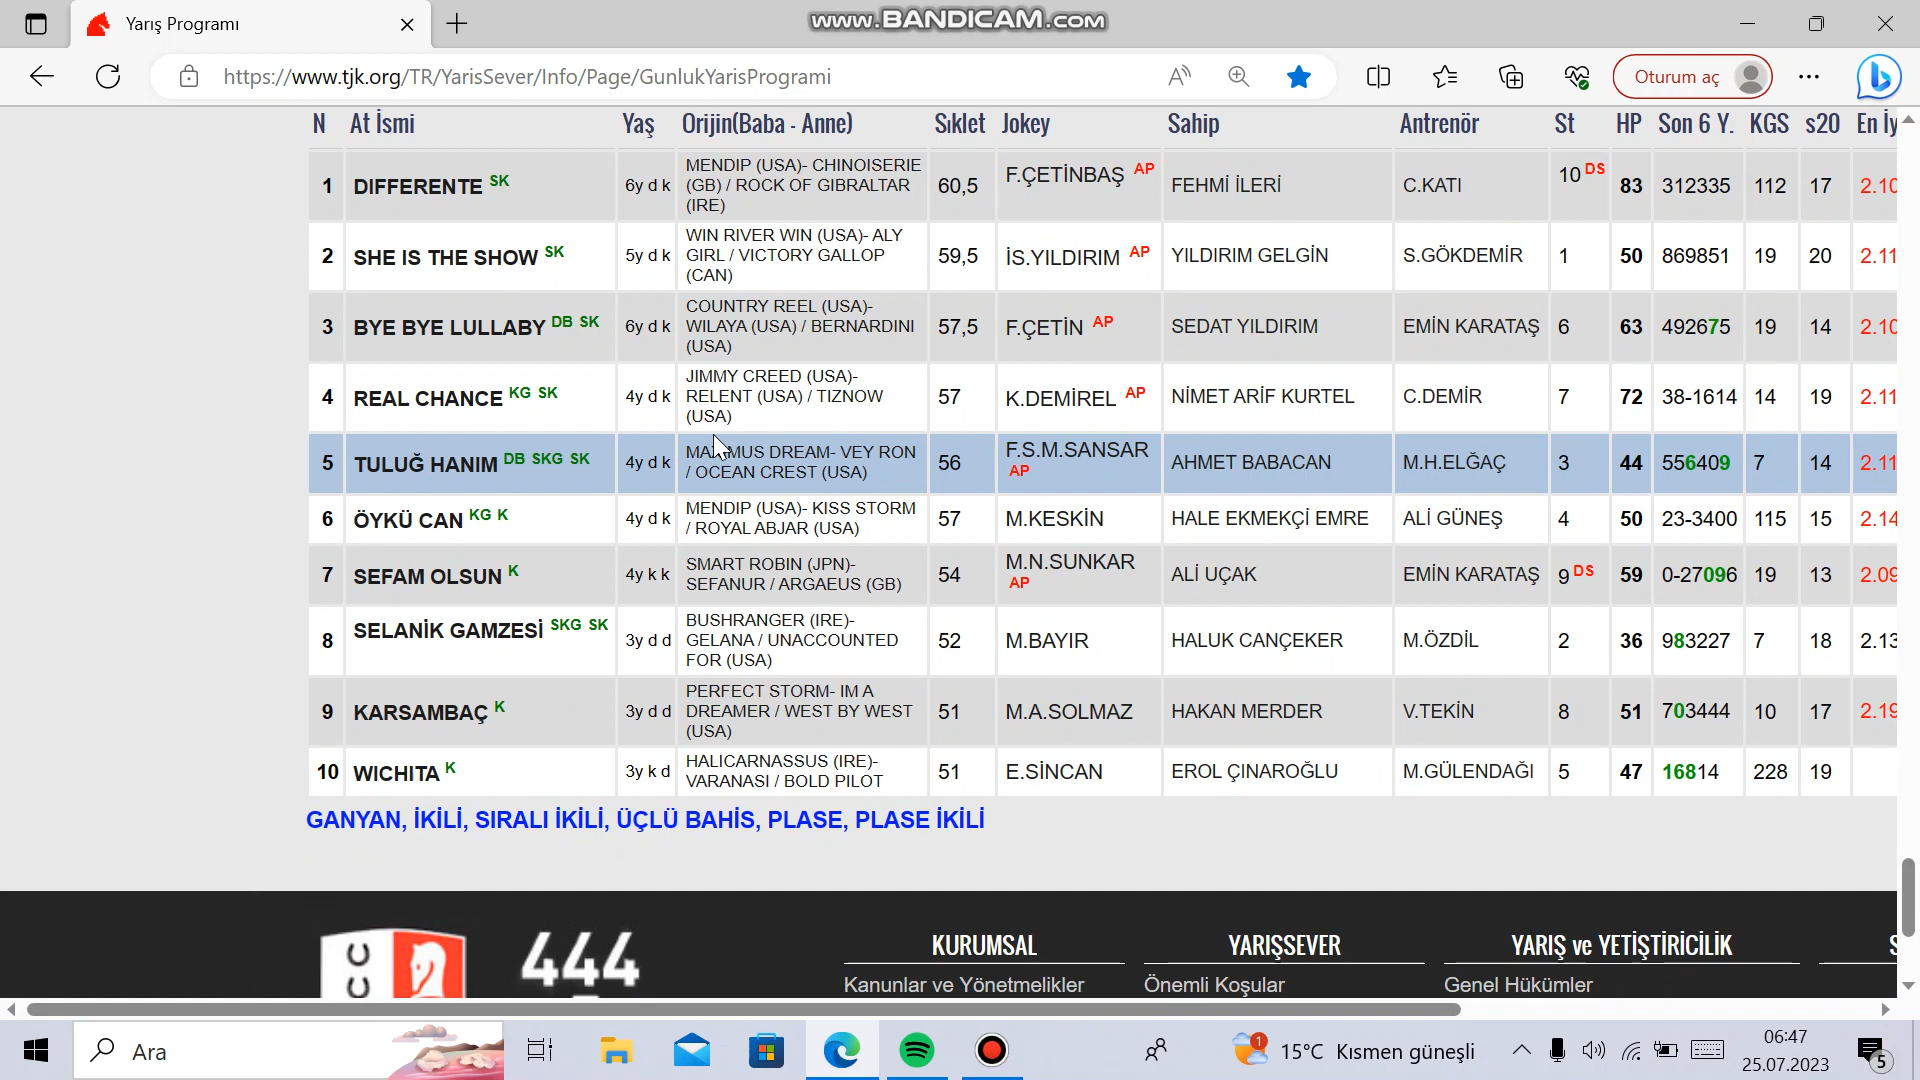 Yarış Programı
www.BANDICAM.com
https://www.tjk.org/TR/YarisSever/Info/Page/GunlukYarisProgrami
Oturum aç
N At İsmi Yaş Orijin(Baba - Anne) Sıklet Jokey Sahip Antrenör St HP Son 6 Y. KGS s20 En İy
1 DIFFERENTE SK 6y d k MENDIP (USA)- CHINOISERIE (GB) / ROCK OF GIBRALTAR (IRE) 60,5 F.ÇETİNBAŞ AP FEHMİ İLERİ C.KATI 10 DS 83 312335 112 17 2.10
2 SHE IS THE SHOW SK 5y d k WIN RIVER WIN (USA)- ALY GIRL / VICTORY GALLOP (CAN) 59,5 İS.YILDIRIM AP YILDIRIM GELGİN S.GÖKDEMİR 1 50 869851 19 20 2.11
3 BYE BYE LULLABY DB SK 6y d k COUNTRY REEL (USA)- WILAYA (USA) / BERNARDINI (USA) 57,5 F.ÇETİN AP SEDAT YILDIRIM EMİN KARATAŞ 6 63 492675 19 14 2.10
4 REAL CHANCE KG SK 4y d k JIMMY CREED (USA)- RELENT (USA) / TIZNOW (USA) 57 K.DEMİREL AP NİMET ARİF KURTEL C.DEMİR 7 72 38-1614 14 19 2.11
5 TULUĞ HANIM DB SKG SK 4y d k DREAM- VEY RON / OCEAN CREST (USA) 56 F.S.M.SANSAR AP AHMET BABACAN M.H.ELĞAÇ 3 44 556409 7 14 2.11
6 ÖYKÜ CAN KG K 4y d k MENDIP (USA)- KISS STORM / ROYAL ABJAR (USA) 57 M.KESKİN HALE EKMEKÇİ EMRE ALİ GÜNEŞ 4 50 23-3400 115 15 2.14
7 SEFAM OLSUN K 4y k k SMART ROBIN (JPN)- SEFANUR / ARGAEUS (GB) 54 M.N.SUNKAR AP ALİ UÇAK EMİN KARATAŞ 9 DS 59 0-27096 19 13 2.09
8 SELANİK GAMZESİ SKG SK 3y d d BUSHRANGER (IRE)- GELANA / UNACCOUNTED FOR (USA) 52 M.BAYIR HALUK CANÇEKER M.ÖZDİL 2 36 983227 7 18 2.13
9 KARSAMBAÇ K 3y d d PERFECT STORM- IM A DREAMER / WEST BY WEST (USA) 51 M.A.SOLMAZ HAKAN MERDER V.TEKİN 8 51 703444 10 17 2.19
10 WICHITA K 3y k d HALICARNASSUS (IRE)- VARANASI / BOLD PILOT 51 E.SİNCAN EROL ÇINAROĞLU M.GÜLENDAĞI 5 47 16814 228 19
GANYAN, İKİLİ, SIRALI İKİLİ, ÜÇLÜ BAHİS, PLASE, PLASE İKİLİ
444
KURUMSAL YARIŞSEVER YARIŞ ve YETİŞTİRİCİLİK
Kanunlar ve Yönetmelikler Önemli Koşular Genel Hükümler
Ara
1 15°C Kısmen güneşli
06:47
25.07.2023
5